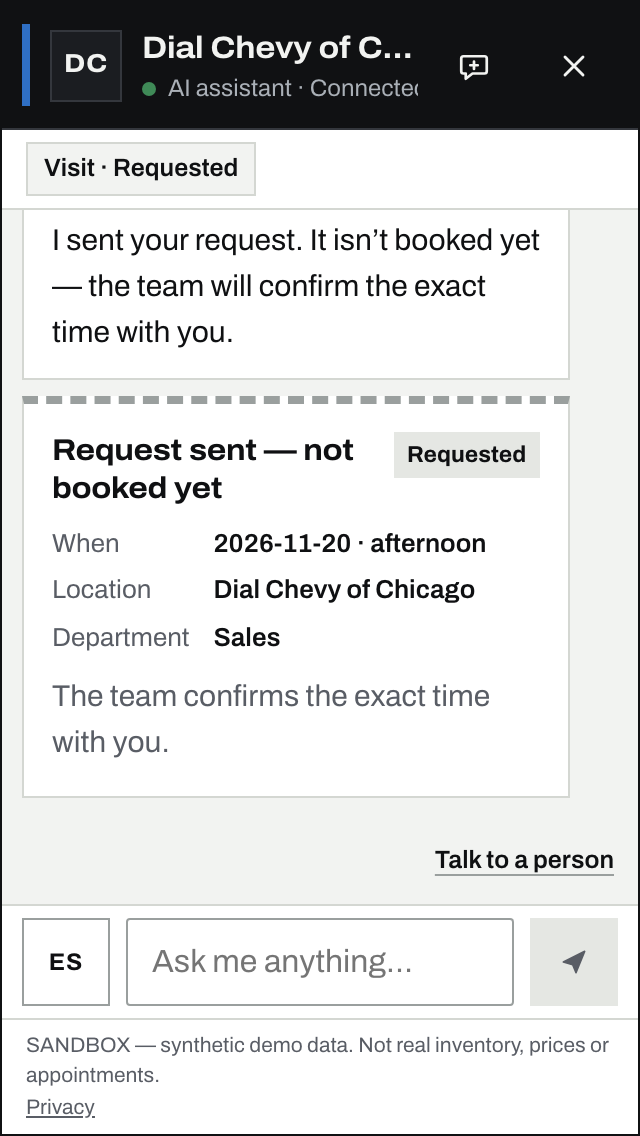 DC
Dial Chevy of C...
AI assistant · Connected
Visit · Requested
I sent your request. It isn’t booked yet
— the team will confirm the exact
time with you.
Request sent — not
booked yet
Requested
When 2026-11-20 · afternoon
Location Dial Chevy of Chicago
Department Sales
The team confirms the exact time
with you.
Talk to a person
ES
Ask me anything...
SANDBOX — synthetic demo data. Not real inventory, prices or
appointments.
Privacy